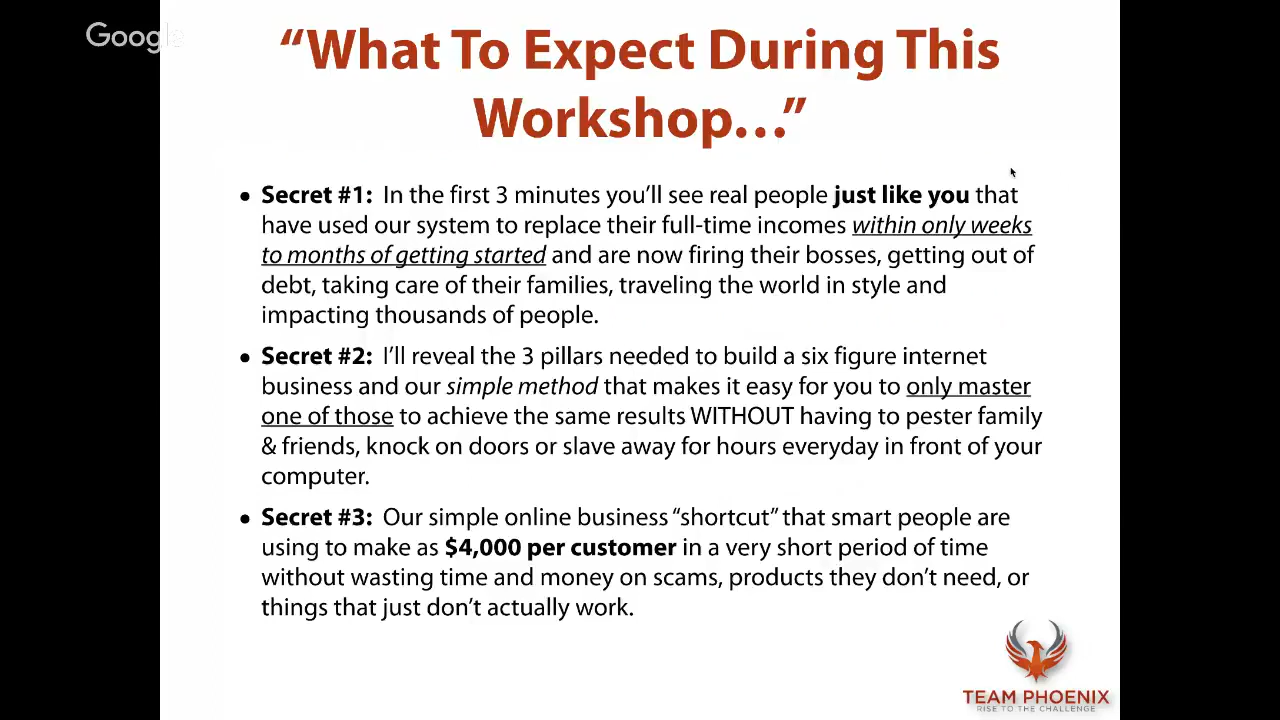 Google
“What To Expect During This
Workshop…”
• Secret #1: In the first 3 minutes you’ll see real people just like you that
have used our system to replace their full-time incomes within only weeks
to months of getting started and are now firing their bosses, getting out of
debt, taking care of their families, traveling the world in style and
impacting thousands of people.
• Secret #2: I’ll reveal the 3 pillars needed to build a six figure internet
business and our simple method that makes it easy for you to only master
one of those to achieve the same results WITHOUT having to pester family
& friends, knock on doors or slave away for hours everyday in front of your
computer.
• Secret #3: Our simple online business “shortcut” that smart people are
using to make as $4,000 per customer in a very short period of time
without wasting time and money on scams, products they don’t need, or
things that just don’t actually work.
TEAM PHOENIX
RISE TO THE CHALLENGE